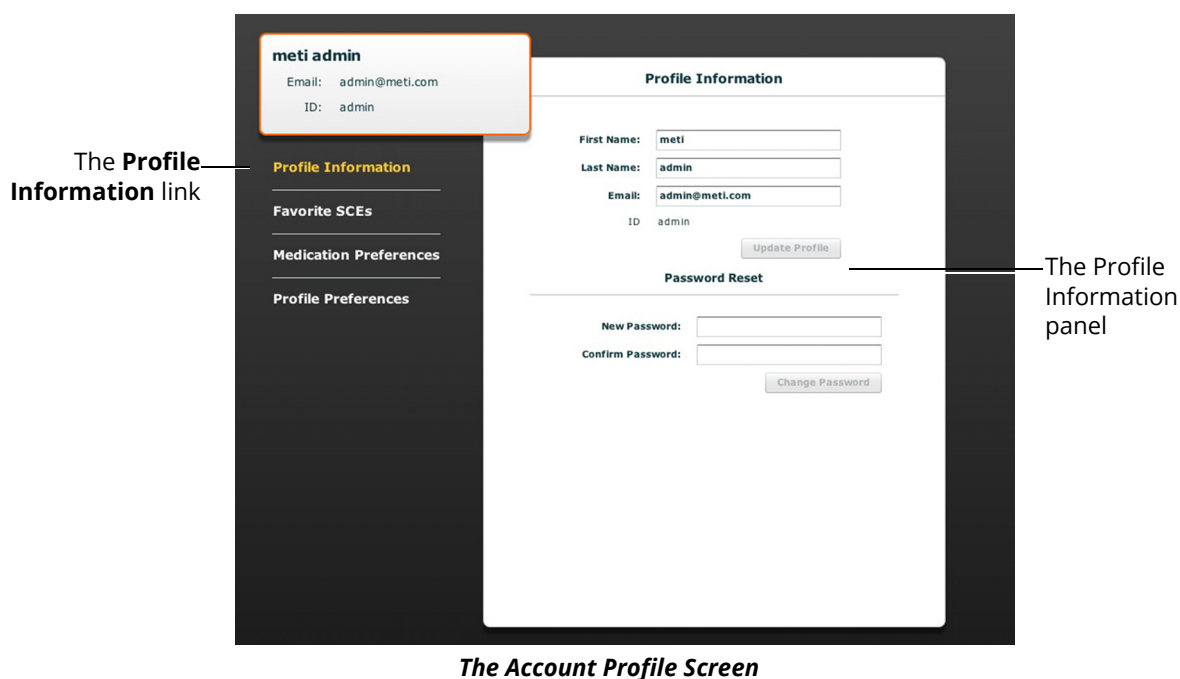 meti admin
Email: admin@meti.com
ID: admin
The Profile
Information link
Profile Information
Favorite SCEs
Medication Preferences
Profile Preferences
Profile Information
First Name: meti
Last Name: admin
Email: admin@meti.com
ID admin
Update Profile
Password Reset
New Password:
Confirm Password:
Change Password
The Profile
Information
panel
The Account Profile Screen